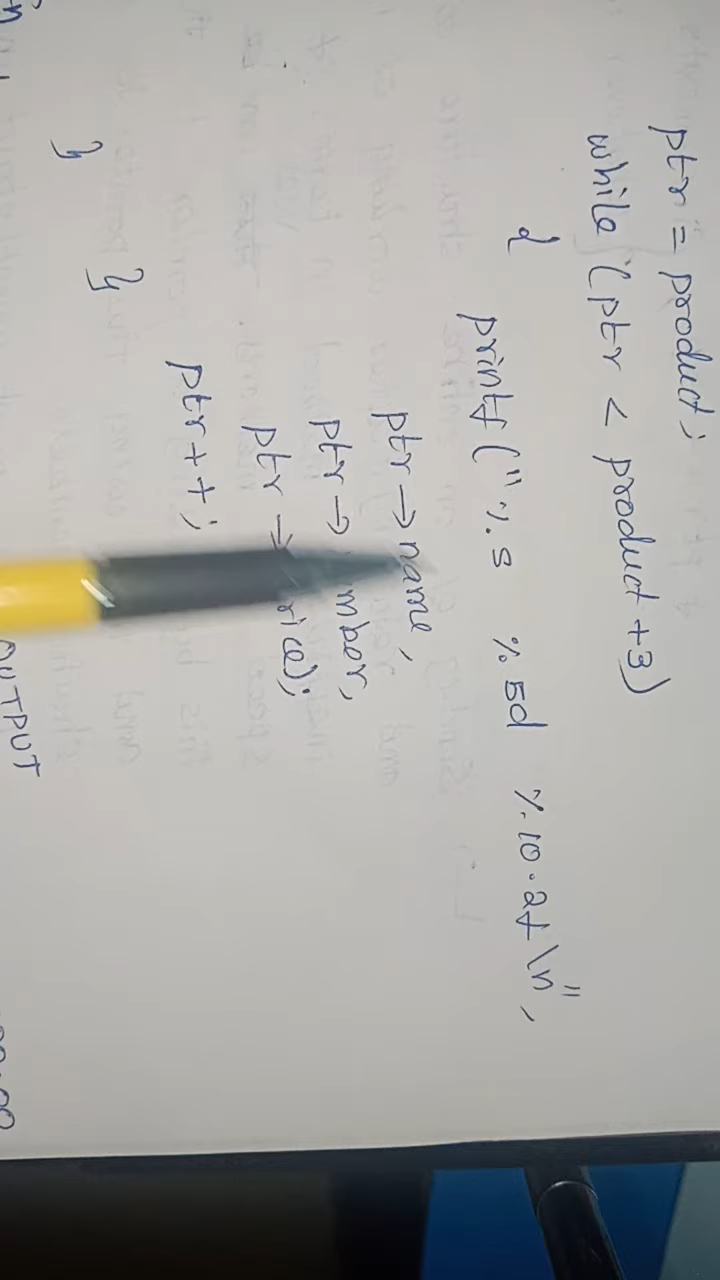 ptr = product;
while (ptr < product +3)
{
printf ("%s %5d %10.2f \n",
ptr → name,
ptr →
ptr →
ptr ++;
}
}
OUTPUT